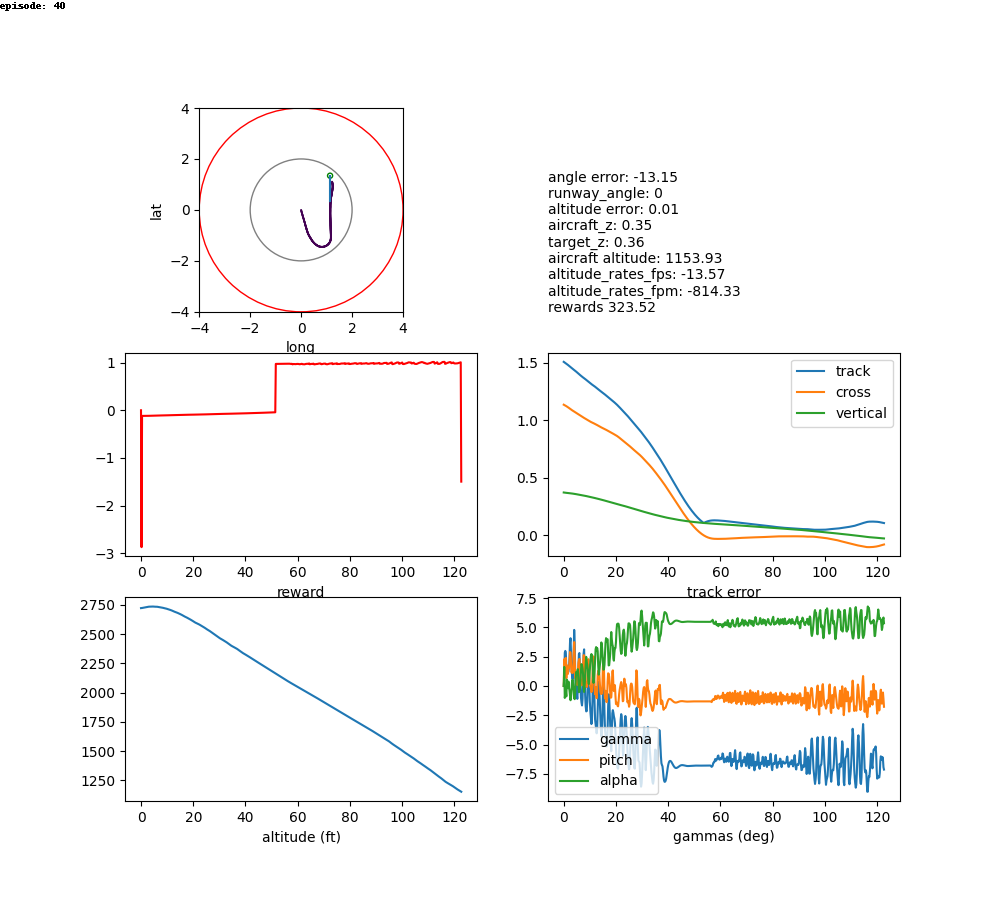 episode: 40
4
2
0
−2
−4
lat
−4 −2 0 2 4
long
angle error: -13.15
runway_angle: 0
altitude error: 0.01
aircraft_z: 0.35
target_z: 0.36
aircraft altitude: 1153.93
altitude_rates_fps: -13.57
altitude_rates_fpm: -814.33
rewards 323.52
1
0
−1
−2
−3
0 20 40 60 80 100 120
reward
1.5
1.0
0.5
0.0
track
cross
vertical
0 20 40 60 80 100 120
track error
2750
2500
2250
2000
1750
1500
1250
0 20 40 60 80 100 120
altitude (ft)
7.5
5.0
2.5
0.0
−2.5
−5.0
−7.5
gamma
pitch
alpha
0 20 40 60 80 100 120
gammas (deg)